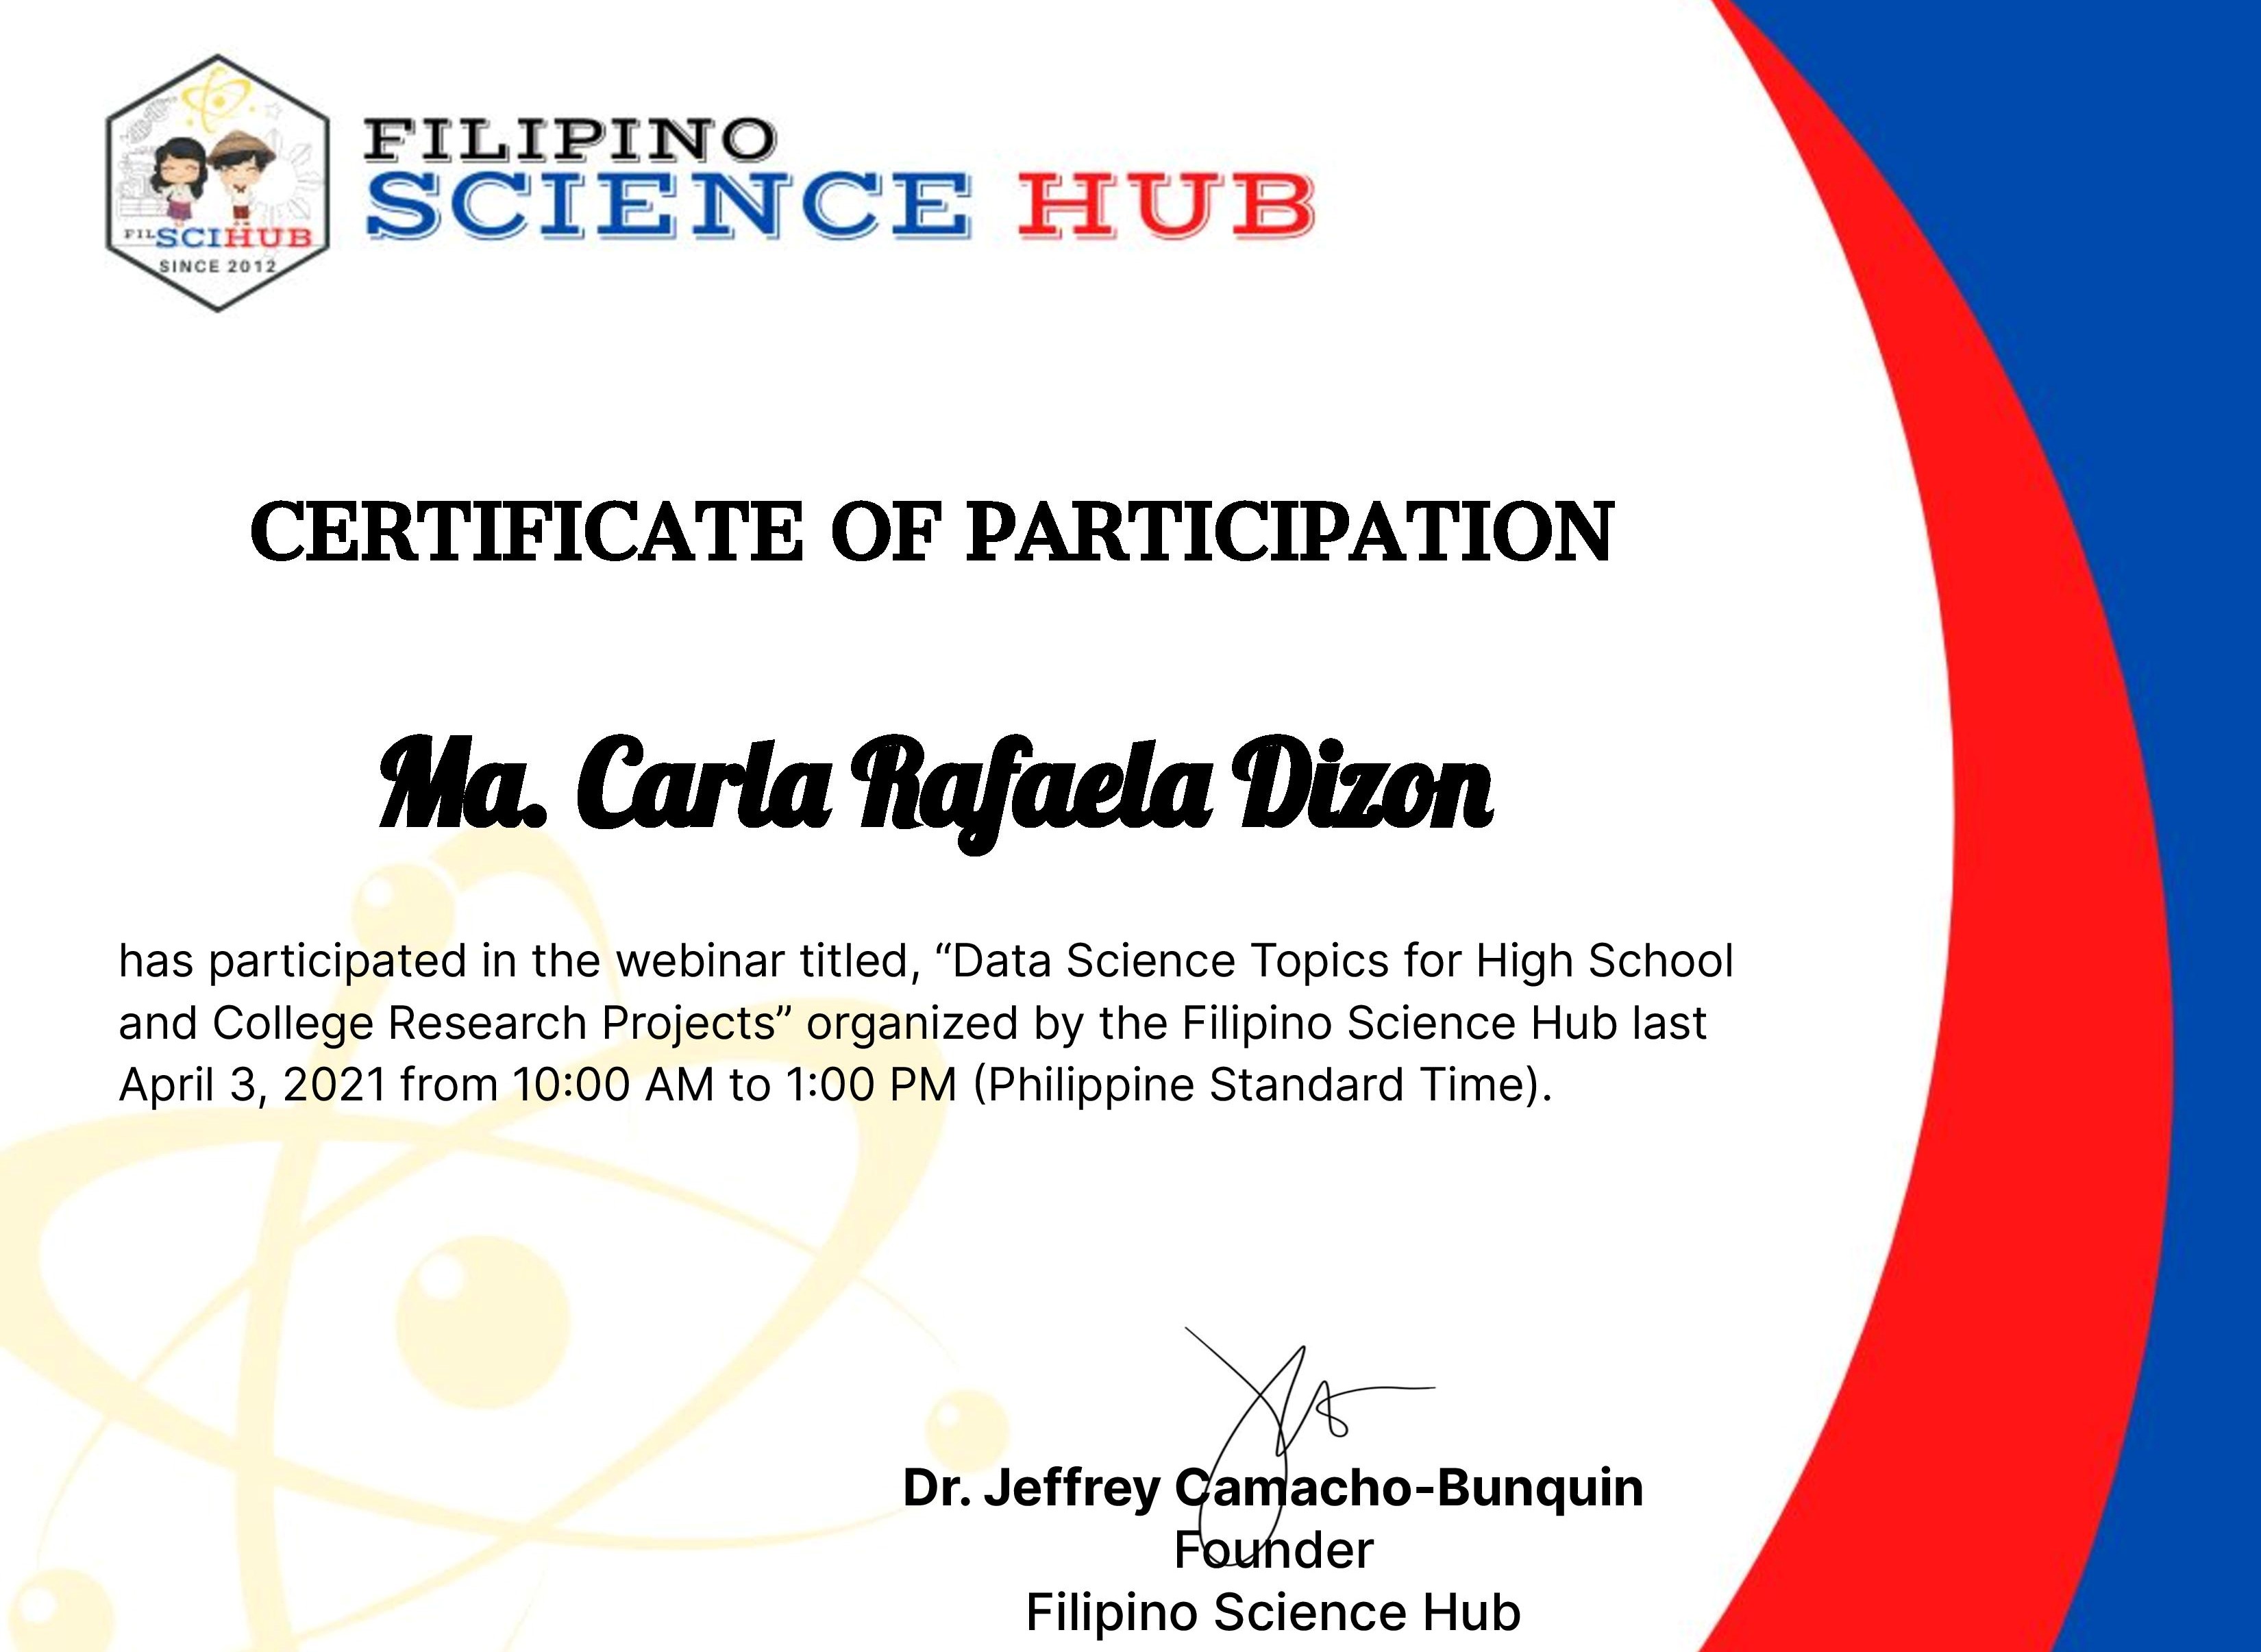 FILSCIHUB
SINCE 2012
FILIPINO
SCIENCE HUB
CERTIFICATE OF PARTICIPATION
Ma. Carla Rafaela Dizon
has participated in the webinar titled, “Data Science Topics for High School
and College Research Projects” organized by the Filipino Science Hub last
April 3, 2021 from 10:00 AM to 1:00 PM (Philippine Standard Time).
Dr. Jeffrey Camacho-Bunquin
Founder
Filipino Science Hub